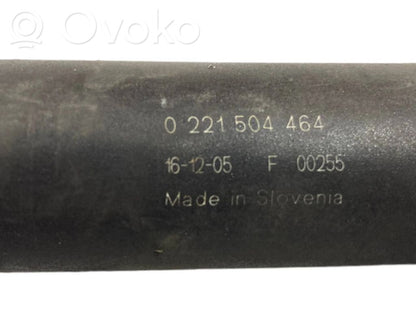 Ovoko
0 221 504 464
16-12-05 F 00255
Made in Slovenia